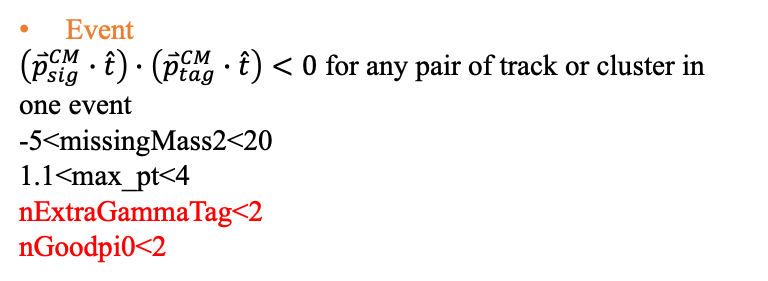 • Event
(p⃗_sig^CM · t̂) · (p⃗_tag^CM · t̂) < 0 for any pair of track or cluster in
one event
-5<missingMass2<20
1.1<max_pt<4
nExtraGammaTag<2
nGoodpi0<2